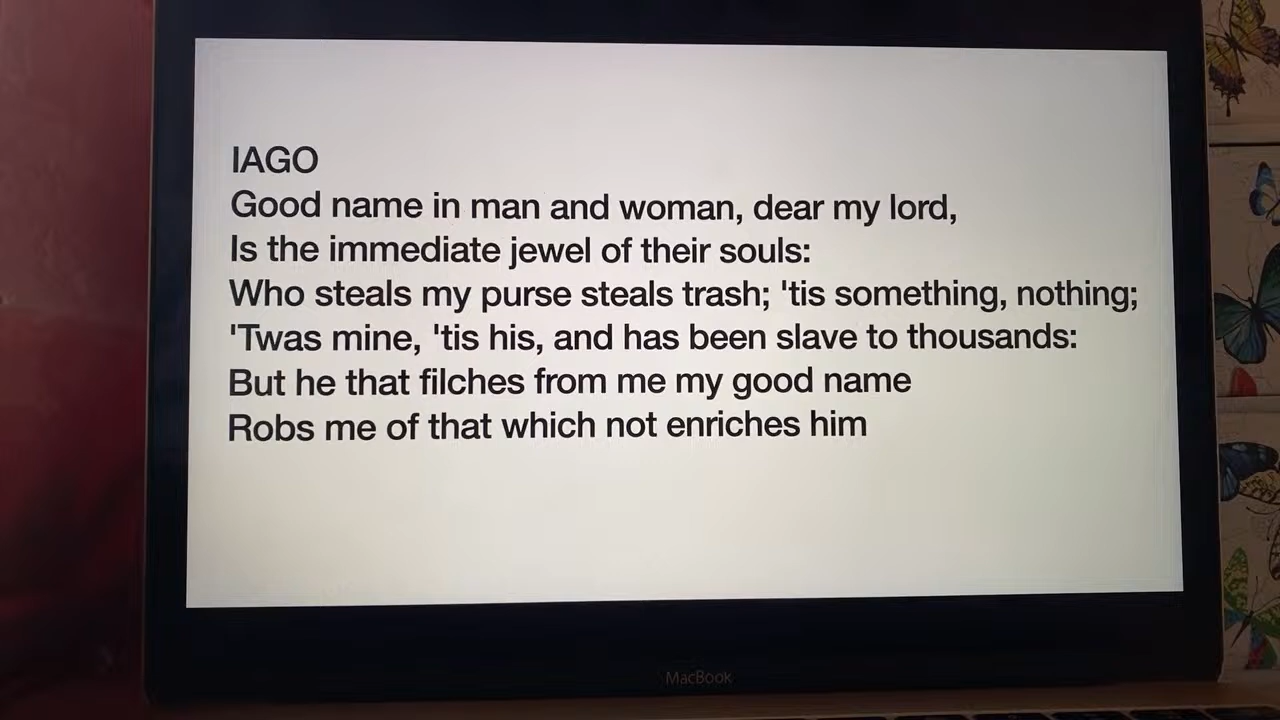 IAGO
Good name in man and woman, dear my lord,
Is the immediate jewel of their souls:
Who steals my purse steals trash; 'tis something, nothing;
'Twas mine, 'tis his, and has been slave to thousands:
But he that filches from me my good name
Robs me of that which not enriches him
MacBook